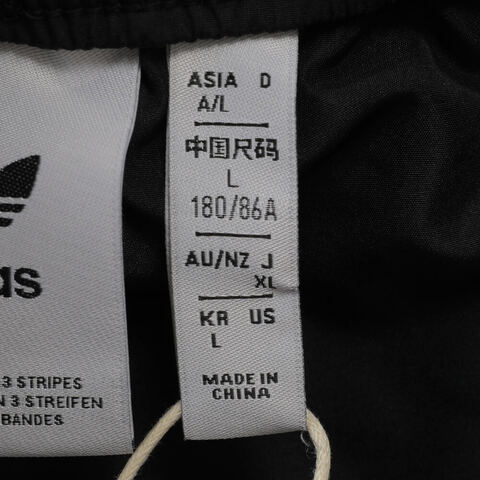 as
3 STRIPES
3 STREIFEN
BANDES
ASIA D
A/L
中国尺码
L
180/86A
AU/NZ J
XL
KR US
L
MADE IN
CHINA